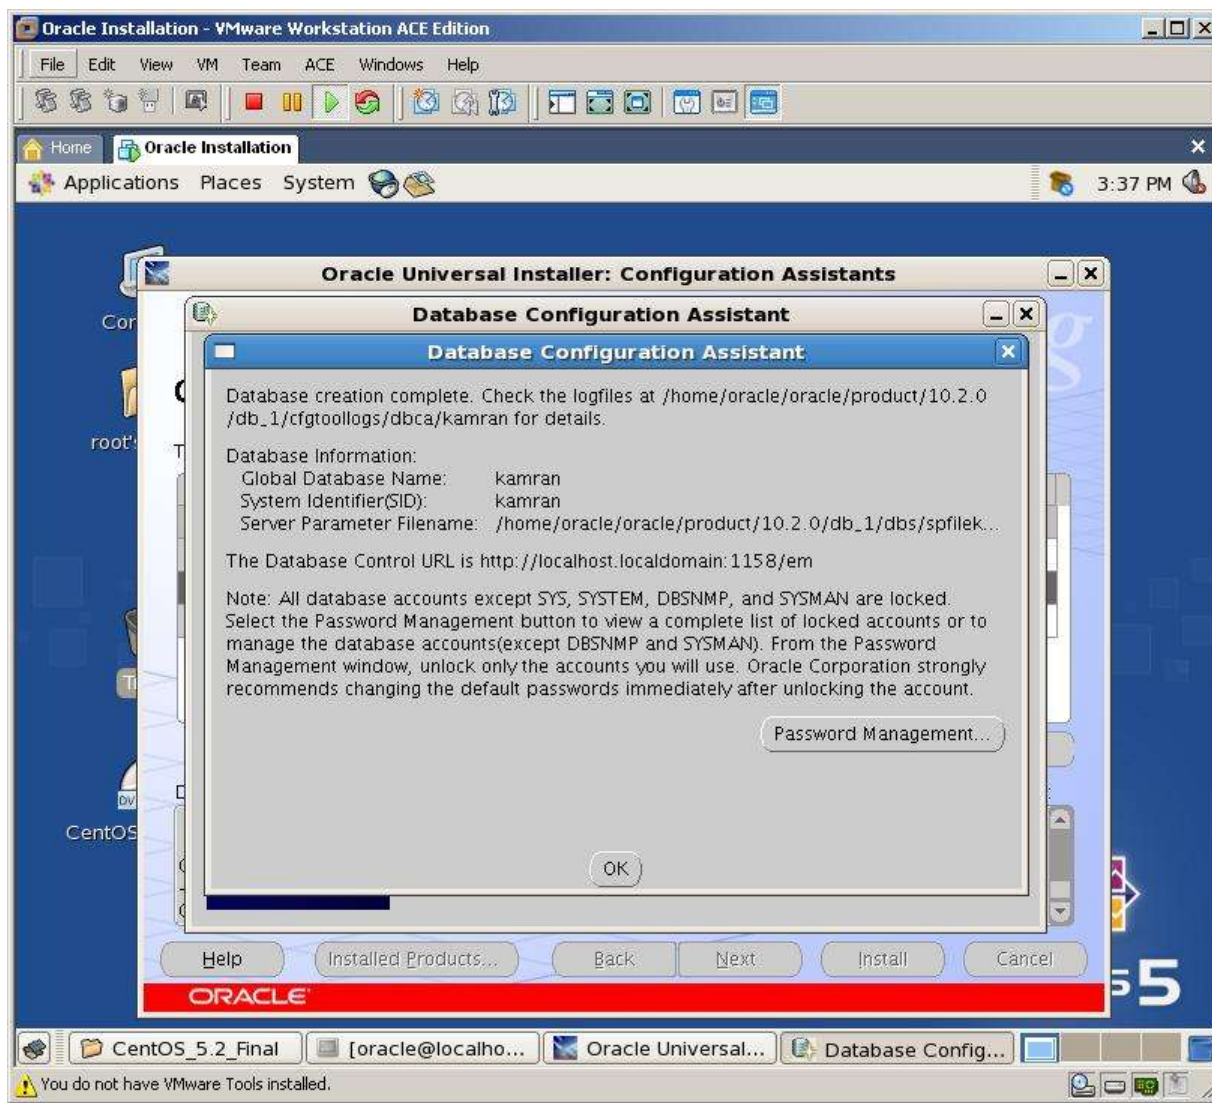 Oracle Installation - VMware Workstation ACE Edition
File Edit View VM Team ACE Windows Help
Home Oracle Installation
Applications Places System 3:37 PM
Oracle Universal Installer: Configuration Assistants
Database Configuration Assistant
Database Configuration Assistant
Database creation complete. Check the logfiles at /home/oracle/oracle/product/10.2.0
/db_1/cfgtoollogs/dbca/kamran for details.
Database Information:
Global Database Name: kamran
System Identifier(SID): kamran
Server Parameter Filename: /home/oracle/oracle/product/10.2.0/db_1/dbs/spfilek...
The Database Control URL is http://localhost.localdomain:1158/em
Note: All database accounts except SYS, SYSTEM, DBSNMP, and SYSMAN are locked.
Select the Password Management button to view a complete list of locked accounts or to
manage the database accounts(except DBSNMP and SYSMAN). From the Password
Management window, unlock only the accounts you will use. Oracle Corporation strongly
recommends changing the default passwords immediately after unlocking the account.
Password Management...
OK
root's
CentOS
Help Installed Products... Back Next Install Cancel
ORACLE
5
CentOS_5.2_Final [oracle@localho... Oracle Universal... Database Config...
You do not have VMware Tools installed.